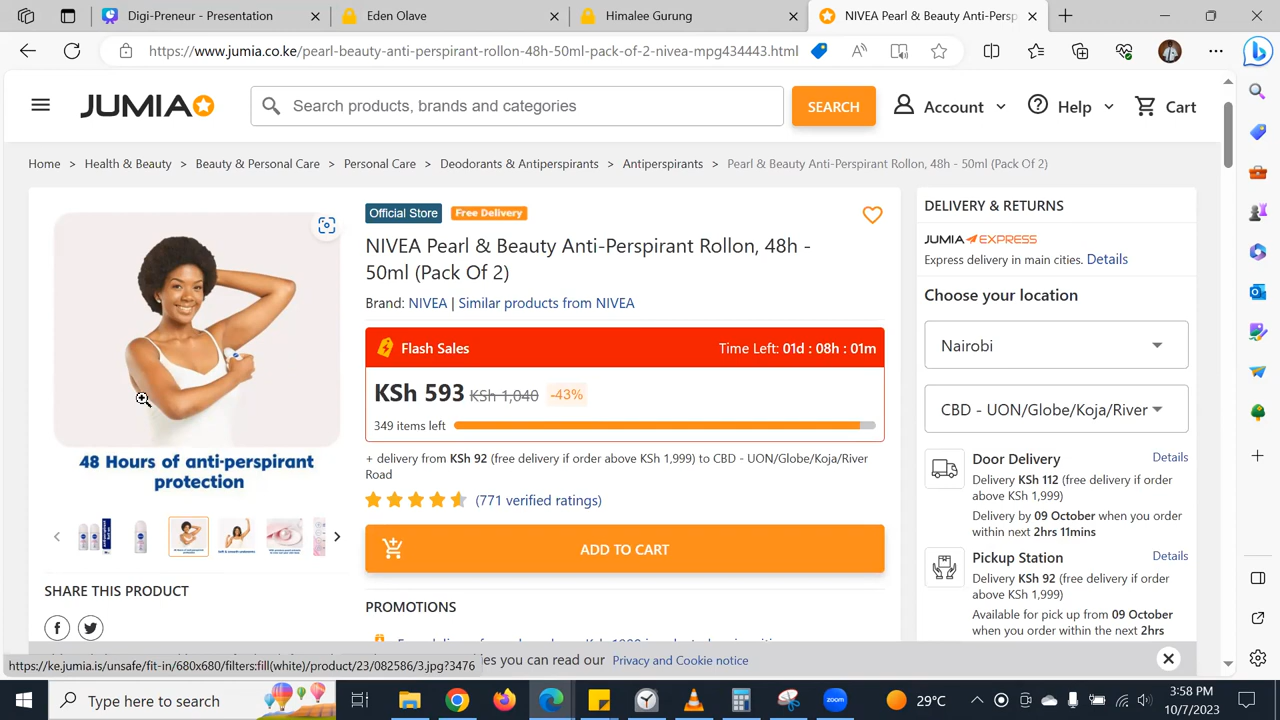 Digi-Preneur - Presentation
Eden Olave
Himalee Gurung
NIVEA Pearl & Beauty Anti-Persp
https://www.jumia.co.ke/pearl-beauty-anti-perspirant-rollon-48h-50ml-pack-of-2-nivea-mpg434443.html
JUMIA
Search products, brands and categories
SEARCH
Account
Help
Cart
Home > Health & Beauty > Beauty & Personal Care > Personal Care > Deodorants & Antiperspirants > Antiperspirants > Pearl & Beauty Anti-Perspirant Rollon, 48h - 50ml (Pack Of 2)
48 Hours of anti-perspirant
protection
SHARE THIS PRODUCT
Official Store
Free Delivery
NIVEA Pearl & Beauty Anti-Perspirant Rollon, 48h -
50ml (Pack Of 2)
Brand: NIVEA | Similar products from NIVEA
Flash Sales
Time Left: 01d : 08h : 01m
KSh 593 KSh 1,040 -43%
349 items left
+ delivery from KSh 92 (free delivery if order above KSh 1,999) to CBD - UON/Globe/Koja/River
Road
(771 verified ratings)
ADD TO CART
PROMOTIONS
DELIVERY & RETURNS
JUMIA EXPRESS
Express delivery in main cities. Details
Choose your location
Nairobi
CBD - UON/Globe/Koja/River
Door Delivery
Details
Delivery KSh 112 (free delivery if order
above KSh 1,999)
Delivery by 09 October when you order
within next 2hrs 11mins
Pickup Station
Details
Delivery KSh 92 (free delivery if order
above KSh 1,999)
Available for pick up from 09 October
when you order within the next 2hrs
https://ke.jumia.is/unsafe/fit-in/680x680/filters:fill(white)/product/23/082586/3.jpg?3476
you can read our Privacy and Cookie notice
Type here to search
zoom
29°C
3:58 PM
10/7/2023